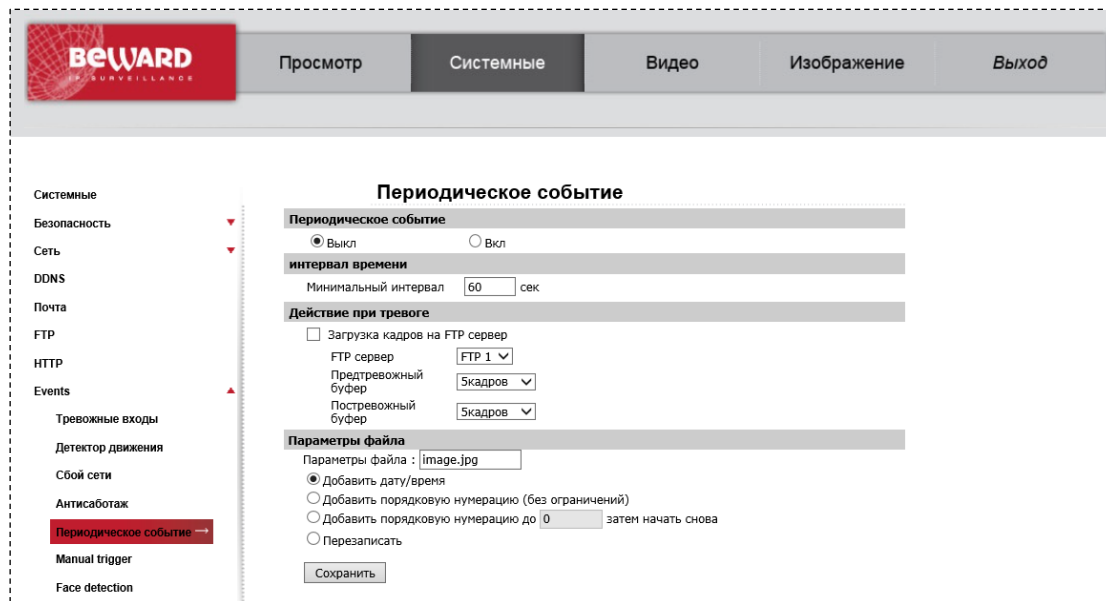 BEWARD
IP SURVEILLANCE
Просмотр
Системные
Видео
Изображение
Выход
Системные
Безопасность
Сеть
DDNS
Почта
FTP
HTTP
Events
Тревожные входы
Детектор движения
Сбой сети
Антисаботаж
Периодическое событие
Manual trigger
Face detection
Периодическое событие
Периодическое событие
Выкл
Вкл
интервал времени
Минимальный интервал 60 сек
Действие при тревоге
Загрузка кадров на FTP сервер
FTP сервер FTP 1
Предтревожный
буфер
5кадров
Постревожный
буфер
5кадров
Параметры файла
Параметры файла : image.jpg
Добавить дату/время
Добавить порядковую нумерацию (без ограничений)
Добавить порядковую нумерацию до 0 затем начать снова
Перезаписать
Сохранить